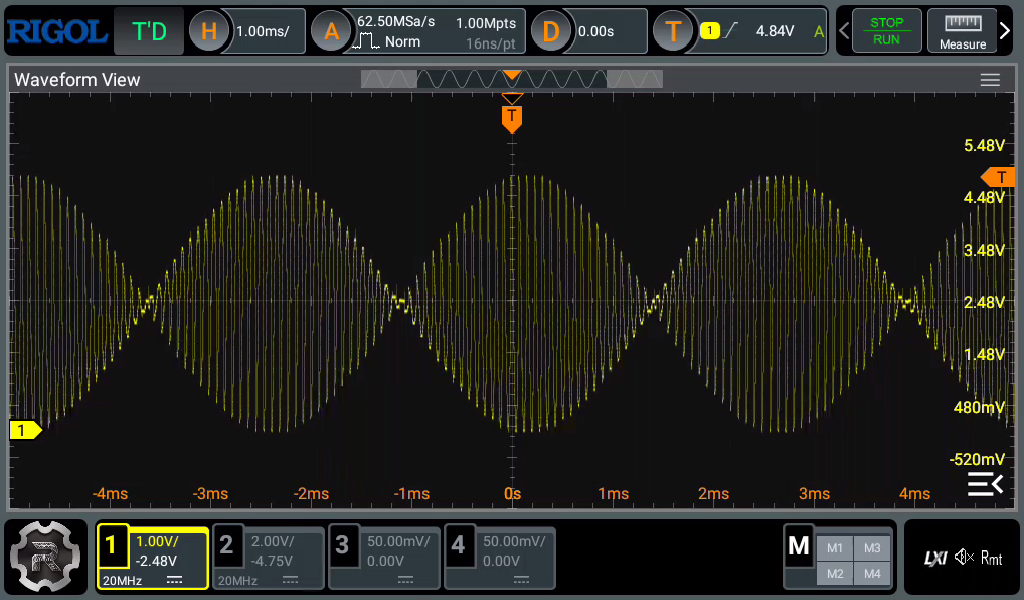 RIGOL T'D H 1.00ms/ A 62.50MSa/s 1.00Mpts Norm 16ns/pt D 0.00s T 1 4.84V A STOP RUN Measure
Waveform View
T
5.48V
T
4.48V
3.48V
2.48V
1.48V
480mV
1
-520mV
-4ms -3ms -2ms -1ms 0s 1ms 2ms 3ms 4ms
1 1.00V/ -2.48V 20MHz
2 2.00V/ -4.75V 20MHz
3 50.00mV/ 0.00V
4 50.00mV/ 0.00V
M M1 M3 M2 M4
LXI Rmt
R